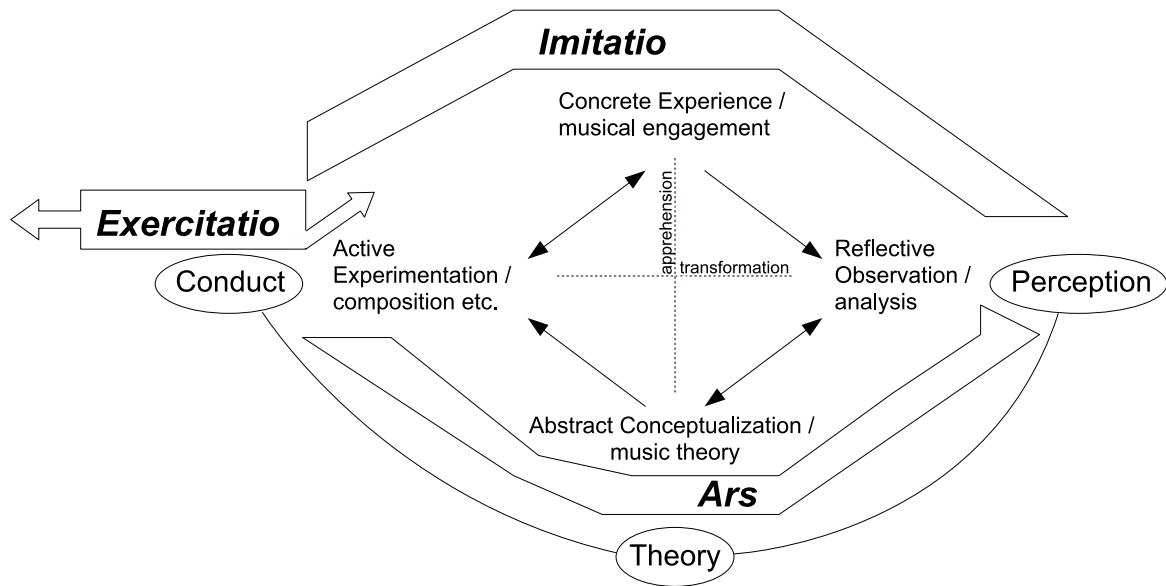 Imitatio
Concrete Experience /
musical engagement
apprehension
transformation
Exercitatio
Conduct
Active
Experimentation /
composition etc.
Reflective
Observation /
analysis
Perception
Abstract Conceptualization /
music theory
Ars
Theory